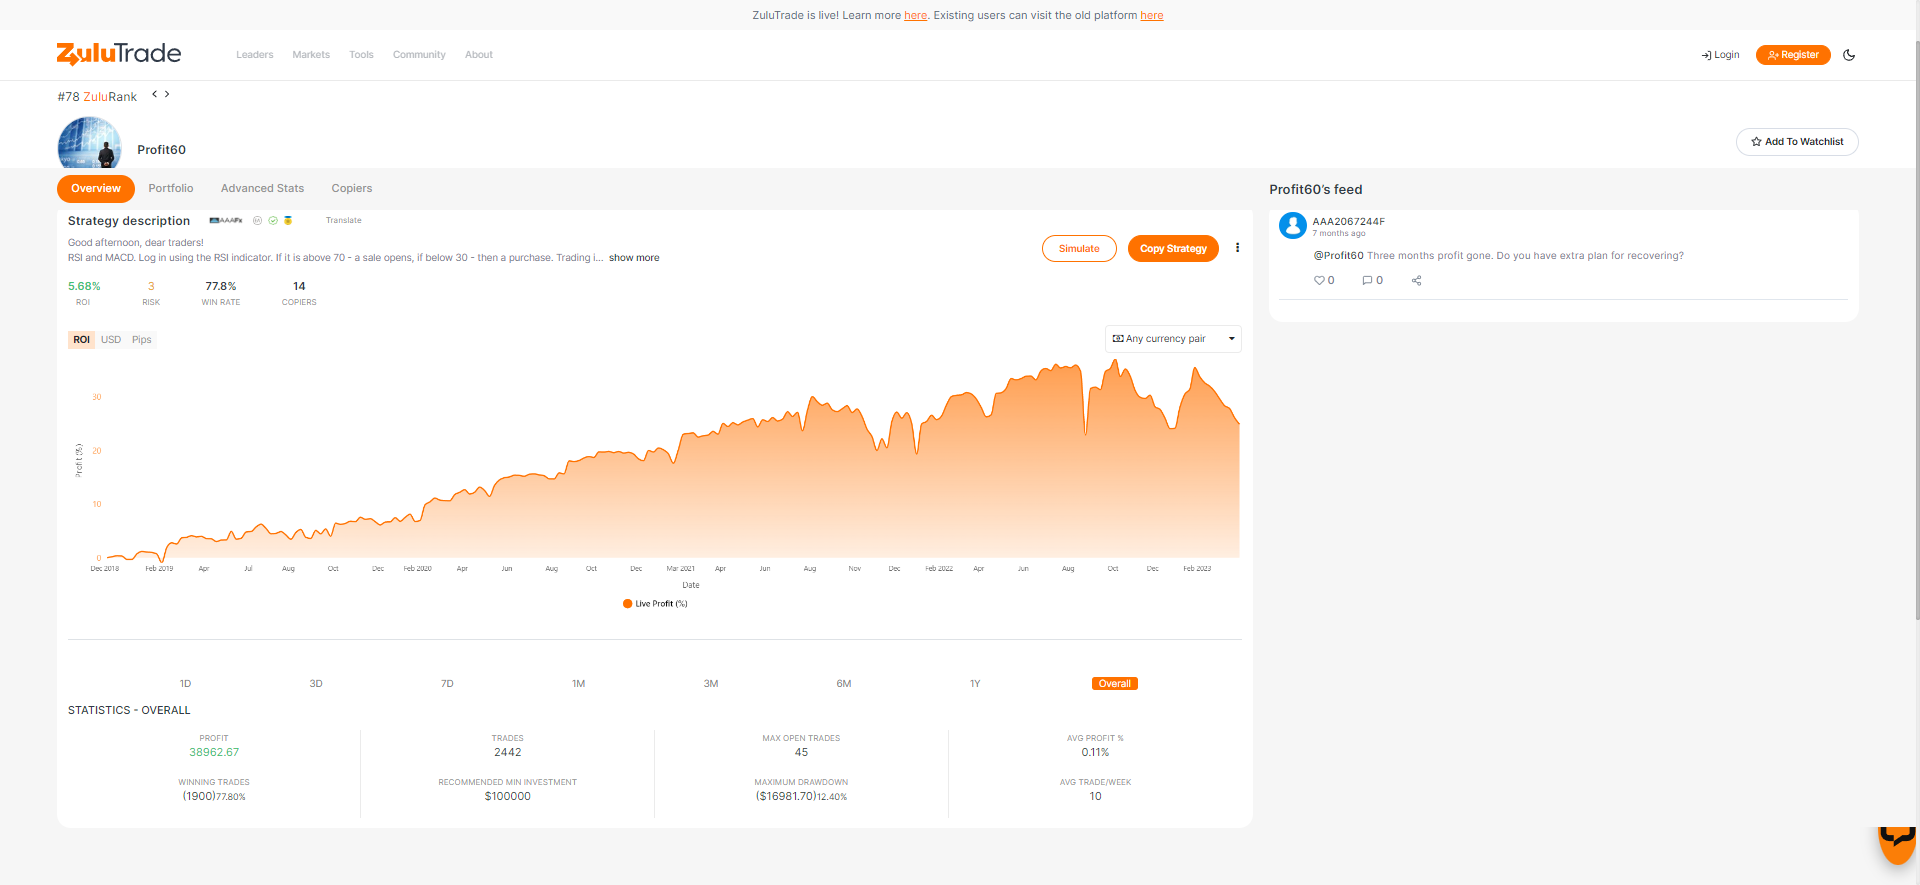 ZuluTrade is live! Learn more here. Existing users can visit the old platform here
ZuluTrade
Leaders Markets Tools Community About
Login Register
#78 ZuluRank
Profit60
Add To Watchlist
Overview Portfolio Advanced Stats Copiers
Profit60's feed
Strategy description AAAFx Translate
Good afternoon, dear traders!
RSI and MACD. Log in using the RSI indicator. If it is above 70 - a sale opens, if below 30 - then a purchase. Trading i... show more
Simulate Copy Strategy
AAA2067244F
7 months ago
@Profit60 Three months profit gone. Do you have extra plan for recovering?
0 0
5.68% 3 77.8% 14
ROI RISK WIN RATE COPIERS
ROI USD Pips
Any currency pair
Profit (%)
30
20
10
0
Dec 2018 Feb 2019 Apr Jul Aug Oct Dec Feb 2020 Apr Jun Aug Oct Dec Mar 2021 Apr Jun Aug Nov Dec Feb 2022 Apr Jun Aug Oct Dec Feb 2023
Date
Live Profit (%)
1D 3D 7D 1M 3M 6M 1Y Overall
STATISTICS - OVERALL
PROFIT TRADES MAX OPEN TRADES AVG PROFIT %
38962.67 2442 45 0.11%
WINNING TRADES RECOMMENDED MIN INVESTMENT MAXIMUM DRAWDOWN AVG TRADE/WEEK
(1900)77.80% $100000 ($16981.70)12.40% 10